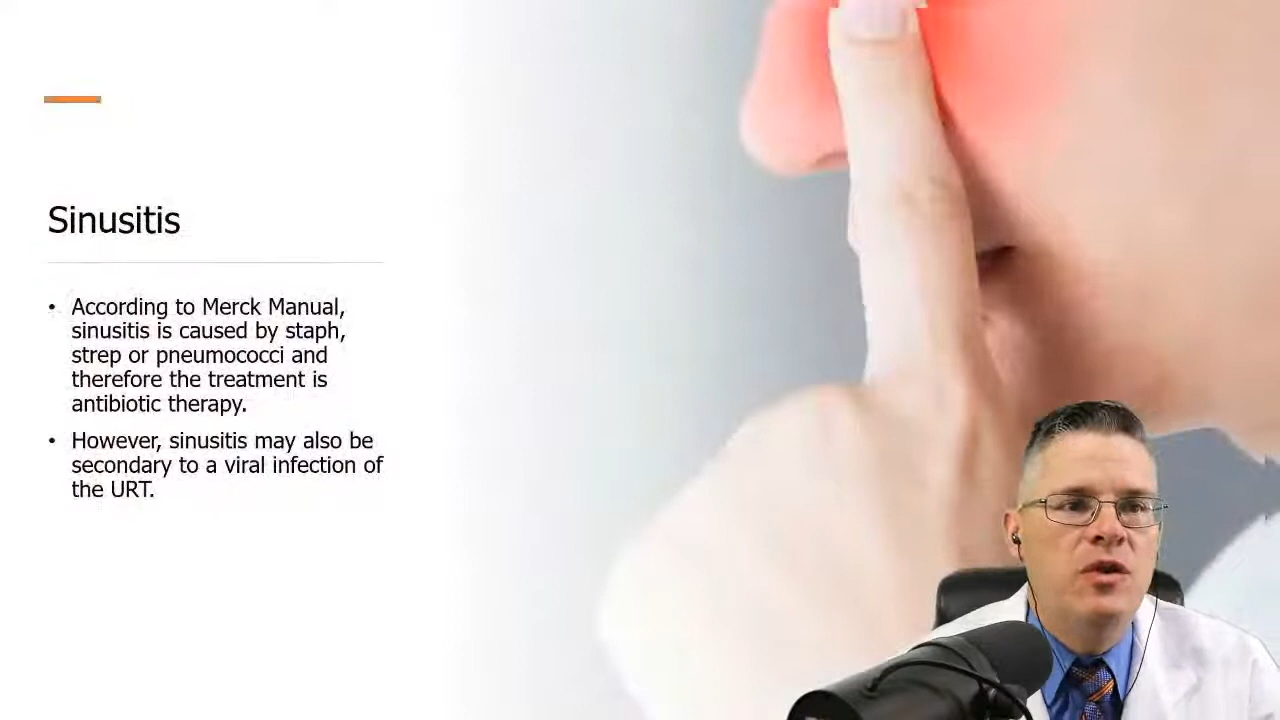 Sinusitis
• According to Merck Manual,
sinusitis is caused by staph,
strep or pneumococci and
therefore the treatment is
antibiotic therapy.
• However, sinusitis may also be
secondary to a viral infection of
the URT.